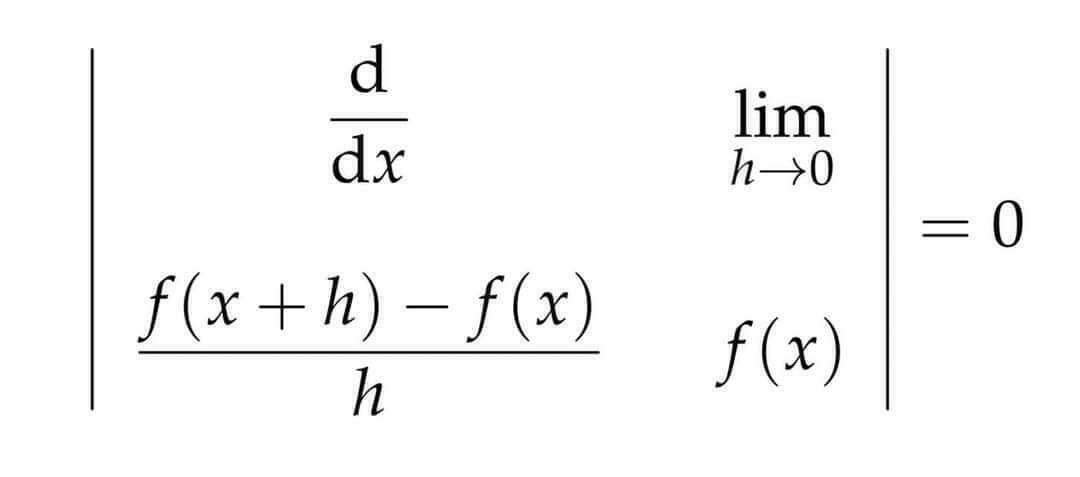 | d/dx lim h→0 |
| (f(x + h) − f(x))/h f(x) | = 0